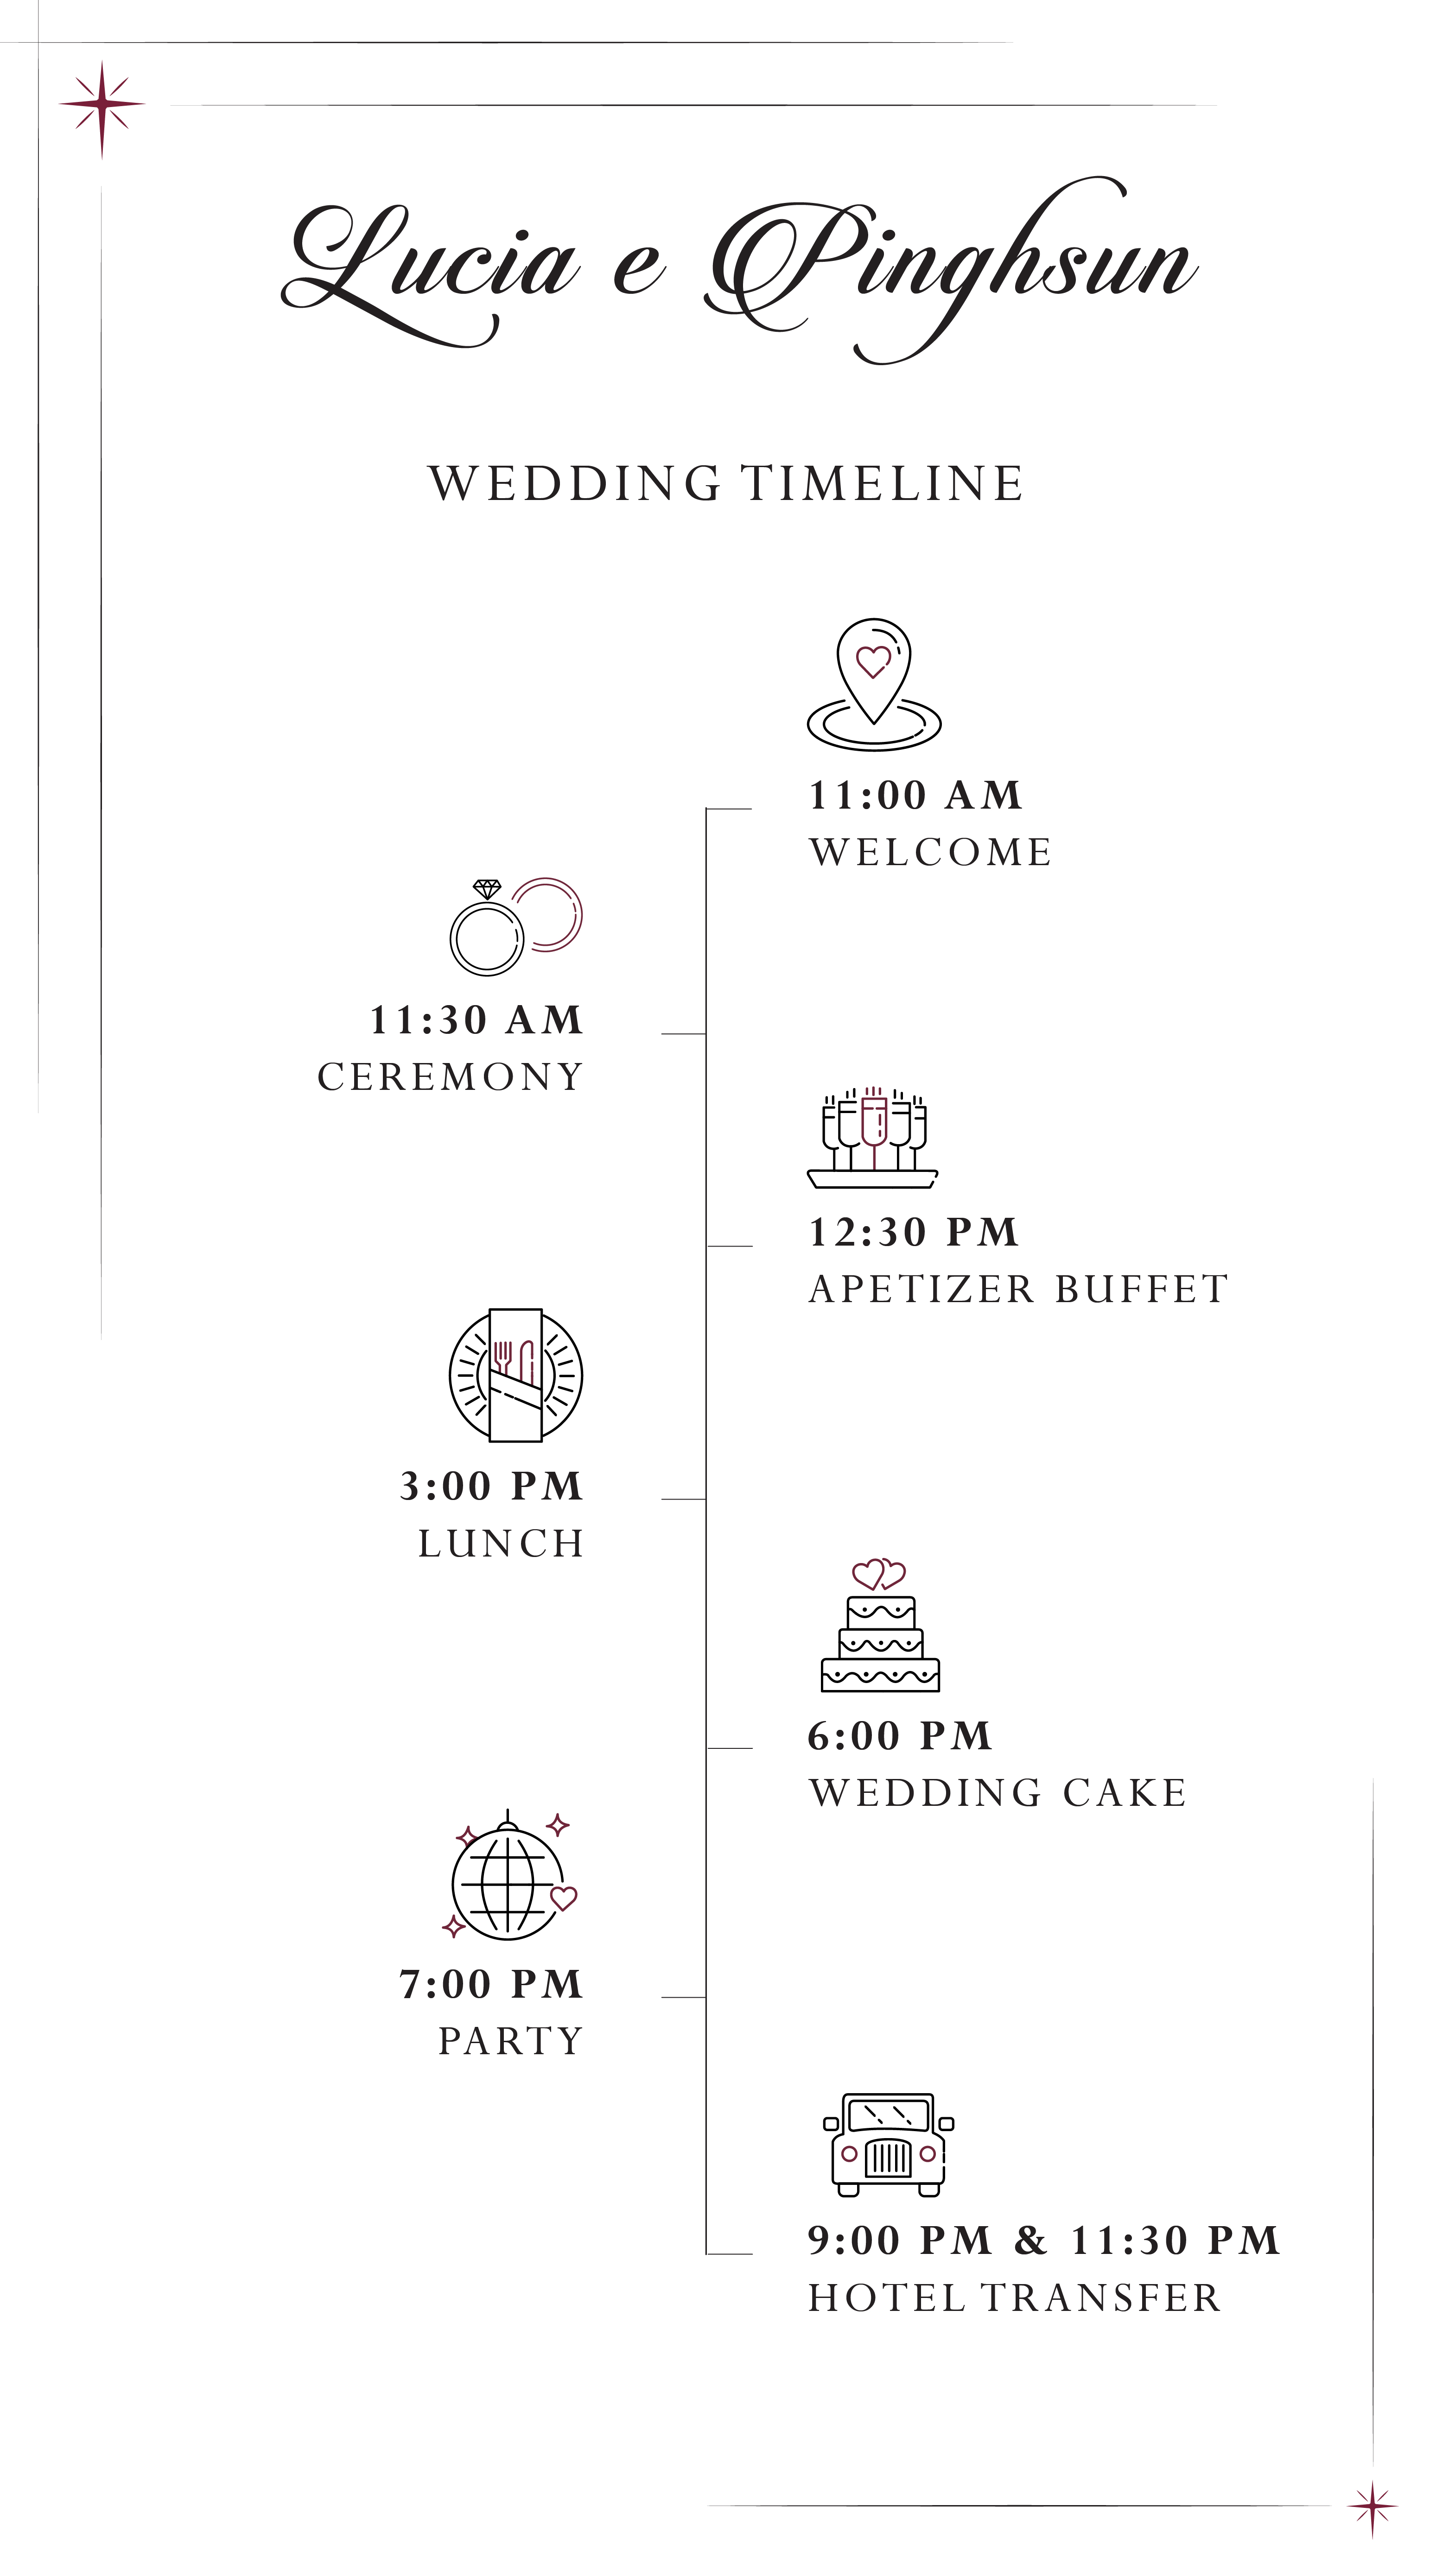 Lucia e Pinghsun
WEDDING TIMELINE
11:00 AM
WELCOME
11:30 AM
CEREMONY
12:30 PM
APETIZER BUFFET
3:00 PM
LUNCH
6:00 PM
WEDDING CAKE
7:00 PM
PARTY
9:00 PM & 11:30 PM
HOTEL TRANSFER